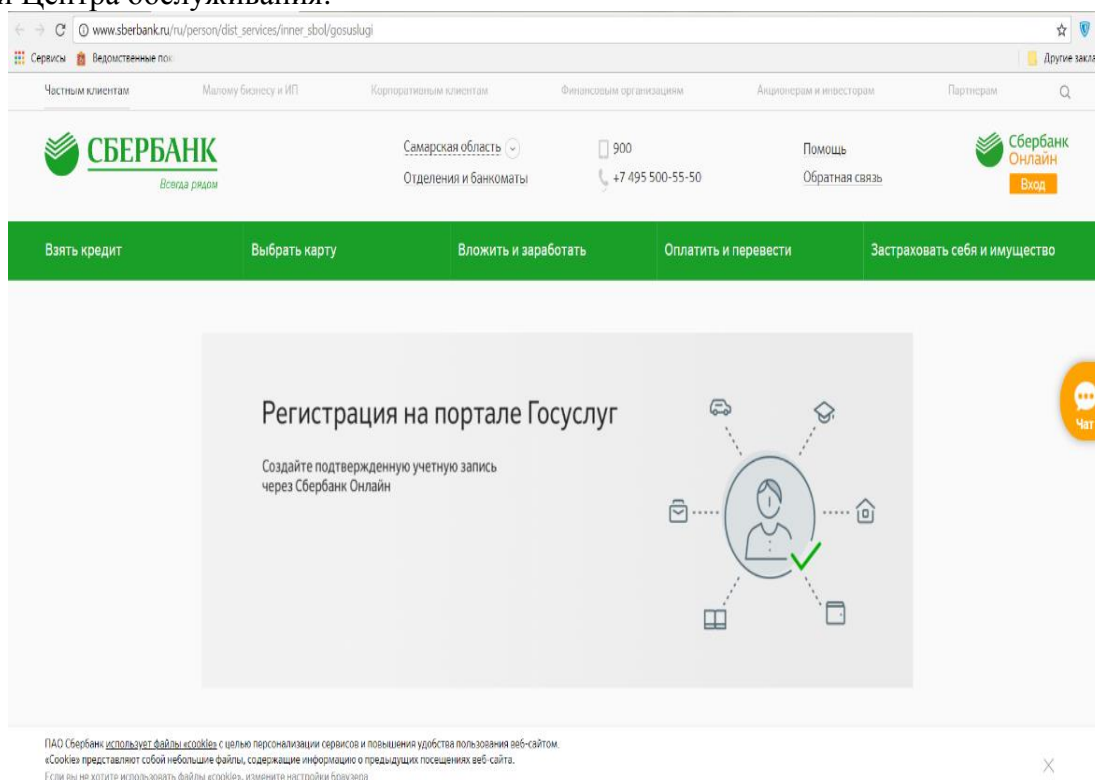 и Центра обслуживания.
www.sberbank.ru/ru/person/dist_services/inner_sbol/gosuslugi
Сервисы Ведомственные пок Другие закла
Частным клиентам Малому бизнесу и ИП Корпоративным клиентам Финансовым организациям Акционерам и инвесторам Партнерам
СБЕРБАНК
Всегда рядом
Самарская область 900 Помощь
Отделения и банкоматы +7 495 500-55-50 Обратная связь
Сбербанк
Онлайн
Вход
Взять кредит Выбрать карту Вложить и заработать Оплатить и перевести Застраховать себя и имущество
Регистрация на портале Госуслуг
Создайте подтвержденную учетную запись
через Сбербанк Онлайн
Чат
ПАО Сбербанк использует файлы «cookie» с целью персонализации сервисов и повышения удобства пользования веб-сайтом.
«Cookie» представляют собой небольшие файлы, содержащие информацию о предыдущих посещениях веб-сайта.
Если вы не хотите использовать файлы «cookie», измените настройки браузера